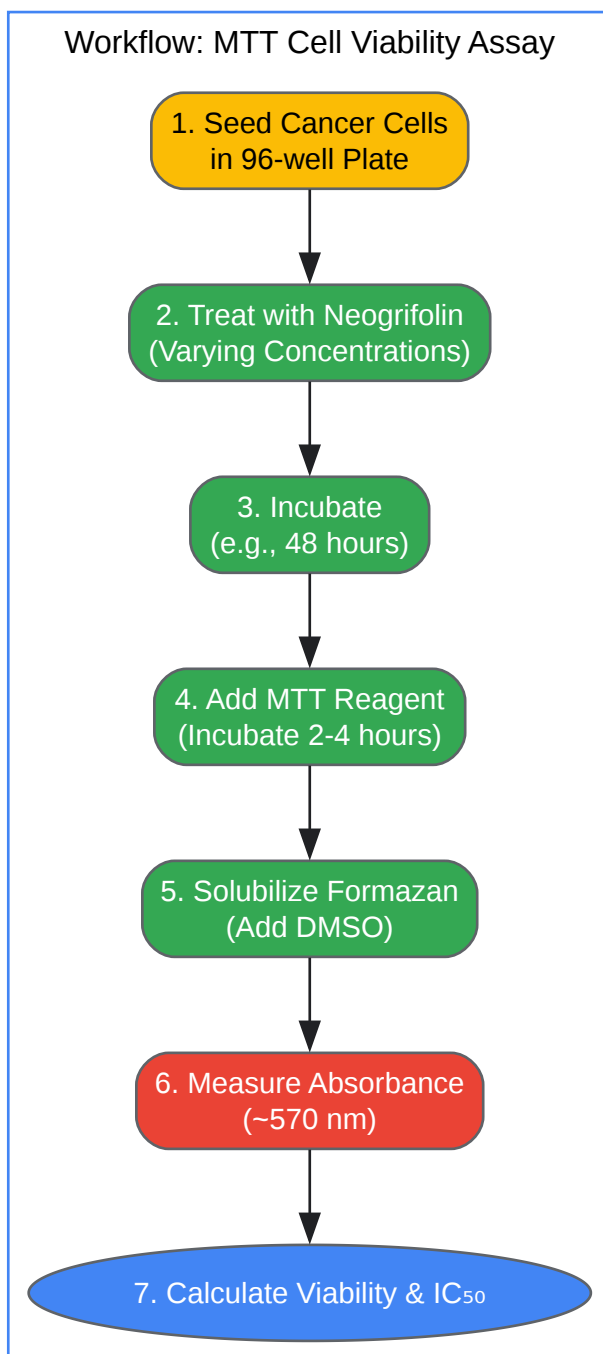 Workflow: MTT Cell Viability Assay
1. Seed Cancer Cells
in 96-well Plate
2. Treat with Neogrifolin
(Varying Concentrations)
3. Incubate
(e.g., 48 hours)
4. Add MTT Reagent
(Incubate 2-4 hours)
5. Solubilize Formazan
(Add DMSO)
6. Measure Absorbance
(~570 nm)
7. Calculate Viability & IC₅₀